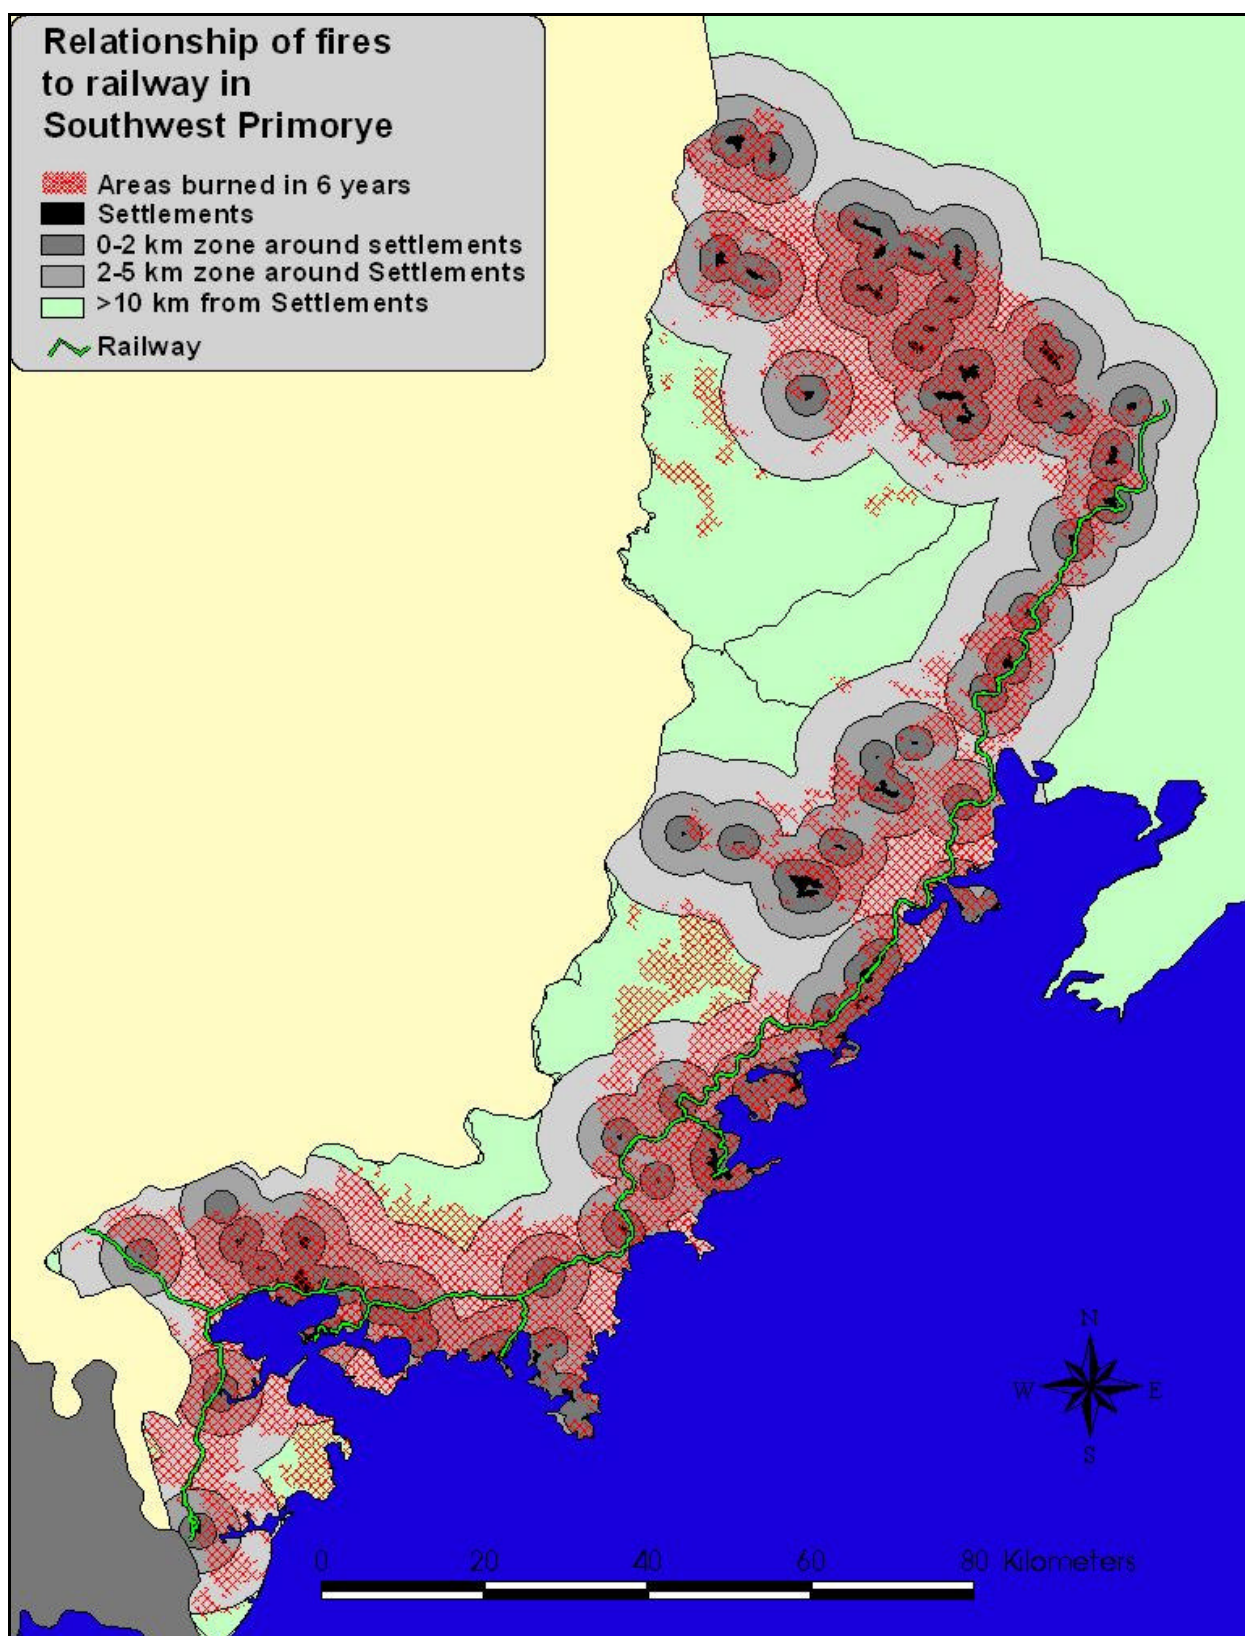 Relationship of fires
to railway in
Southwest Primorye
Areas burned in 6 years
Settlements
0-2 km zone around settlements
2-5 km zone around Settlements
>10 km from Settlements
Railway
N
W E
S
0 20 40 60 80 Kilometers